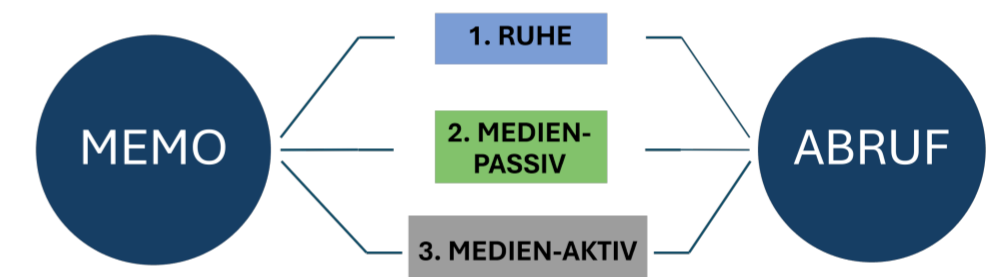 MEMO
1. RUHE
2. MEDIEN-
PASSIV
3. MEDIEN-AKTIV
ABRUF